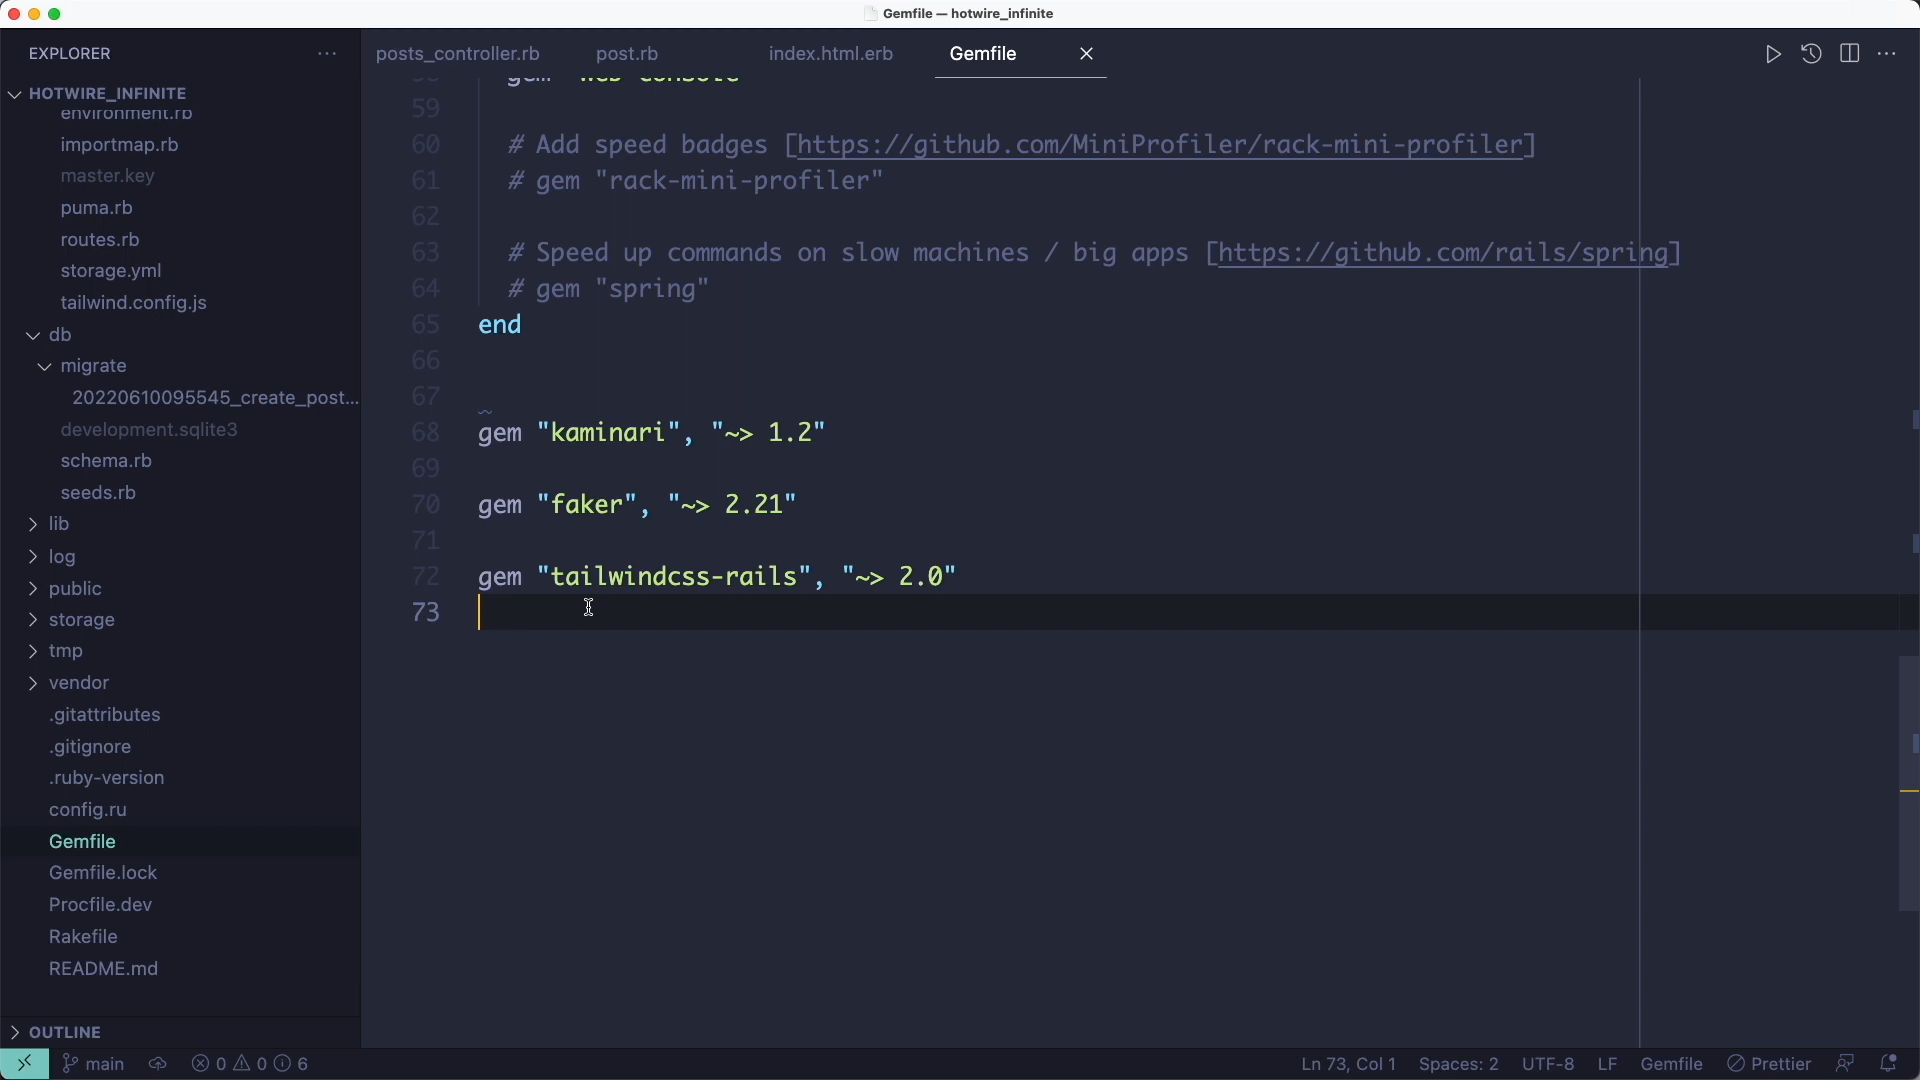 Gemfile — hotwire_infinite
EXPLORER
posts_controller.rb
post.rb
index.html.erb
Gemfile
HOTWIRE_INFINITE
environment.rb
importmap.rb
master.key
puma.rb
routes.rb
storage.yml
tailwind.config.js
db
migrate
20220610095545_create_post...
development.sqlite3
schema.rb
seeds.rb
lib
log
public
storage
tmp
vendor
.gitattributes
.gitignore
.ruby-version
config.ru
Gemfile
Gemfile.lock
Procfile.dev
Rakefile
README.md
OUTLINE
58 gem "web-console"
59
60 # Add speed badges [https://github.com/MiniProfiler/rack-mini-profiler]
61 # gem "rack-mini-profiler"
62
63 # Speed up commands on slow machines / big apps [https://github.com/rails/spring]
64 # gem "spring"
65 end
66
67
68 gem "kaminari", "~> 1.2"
69
70 gem "faker", "~> 2.21"
71
72 gem "tailwindcss-rails", "~> 2.0"
73
main 0 0 6
Ln 73, Col 1 Spaces: 2 UTF-8 LF Gemfile Prettier